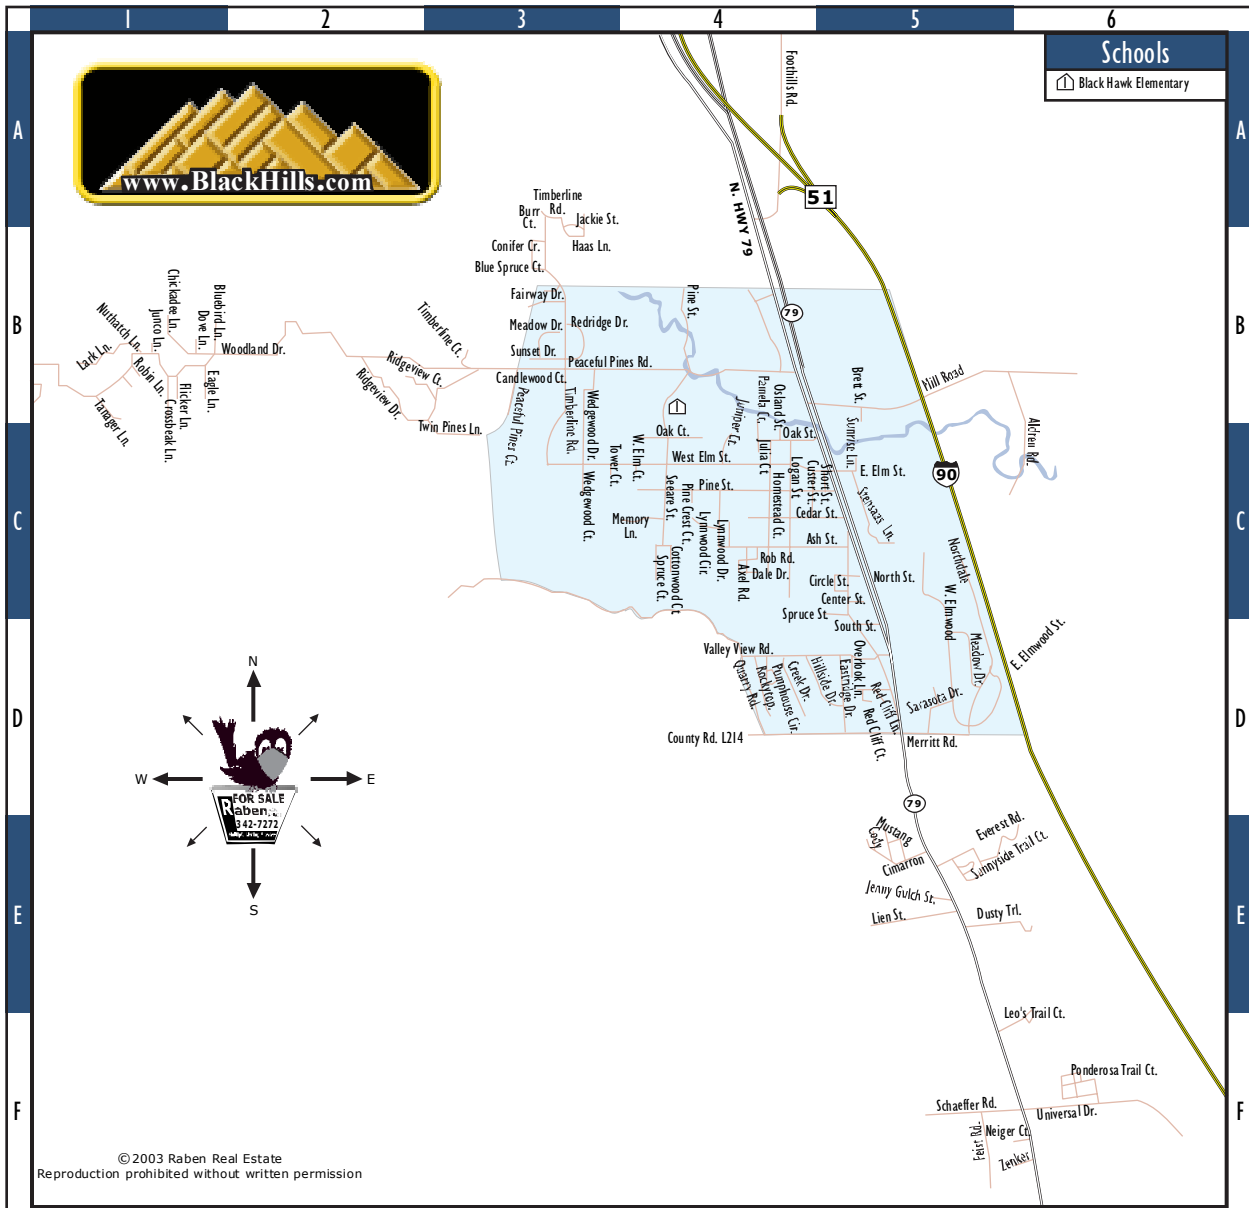 1
2
3
4
5
6
A
B
C
D
E
F
A
B
C
D
E
F
Schools
1 Black Hawk Elementary
www.BlackHills.com
Foothills Rd.
N. HWY 79
51
Timberline
Rd.
Burr
Ct.
Jackie St.
Conifer Cr.
Haas Ln.
Blue Spruce Ct.
Fairway Dr.
Pine St.
79
Meadow Dr.
Redridge Dr.
Sunset Dr.
Peaceful Pines Rd.
Candlewood Ct.
Chickadee Ln.
Bluebird Ln.
Junco Ln.
Dove Ln.
Nuthatch Ln.
Lark Ln.
Woodland Dr.
Robin Ln.
Ricker Ln.
Eagle Ln.
Crossbeak Ln.
Tanager Ln.
Timberline Ct.
Ridgeview Ct.
Ridgeview Dr.
Twin Pines Ln.
Peaceful Pines Ct.
Timberline Rd.
Wedgewood Dr.
Wedgewood Ct.
Tower Ct.
W. Elm Ct.
1
Oak Ct.
West Elm St.
Juniper Ct.
Pamela Ct.
Osland St.
Oak St.
Julia Ct
Logan St
Custer St.
Short St.
Brett St.
Mill Road
Sunrise Ln.
E. Elm St.
90
Aldren Rd.
Pine St.
Seeare St.
Pine Crest Ct.
Lynnwood Cir.
Lynnwood Dr.
Homestead Ct.
Cedar St.
Memory
Ln.
Ash St.
Spruce Ct.
Cottonwood Ct
Axel Rd.
Rob Rd.
Dale Dr.
Circle St.
Center St.
North St.
Northdale
W. Elmwood
Spruce St.
South St.
Meadow Dr.
E. Elmwood St.
Valley View Rd.
Quarry Rd.
Rockytop.
Pumphouse Cir.
Creek Dr.
Hillside Dr.
Eastridge Dr.
Overlook Ln.
Red Cliff Ln.
Red Cliff Ct.
Sarasota Dr.
County Rd. L214
Merritt Rd.
79
N
W
E
S
FOR SALE
Raben
342-7272
Mustang
Cody
Cimarron
Everest Rd.
Sunnyside Trail Ct.
Jenny Gulch St.
Lien St.
Dusty Trl.
Leo's Trail Ct.
Ponderosa Trail Ct.
Schaeffer Rd.
Universal Dr.
Neiger Ct.
Zenker
©2003 Raben Real Estate
Reproduction prohibited without written permission